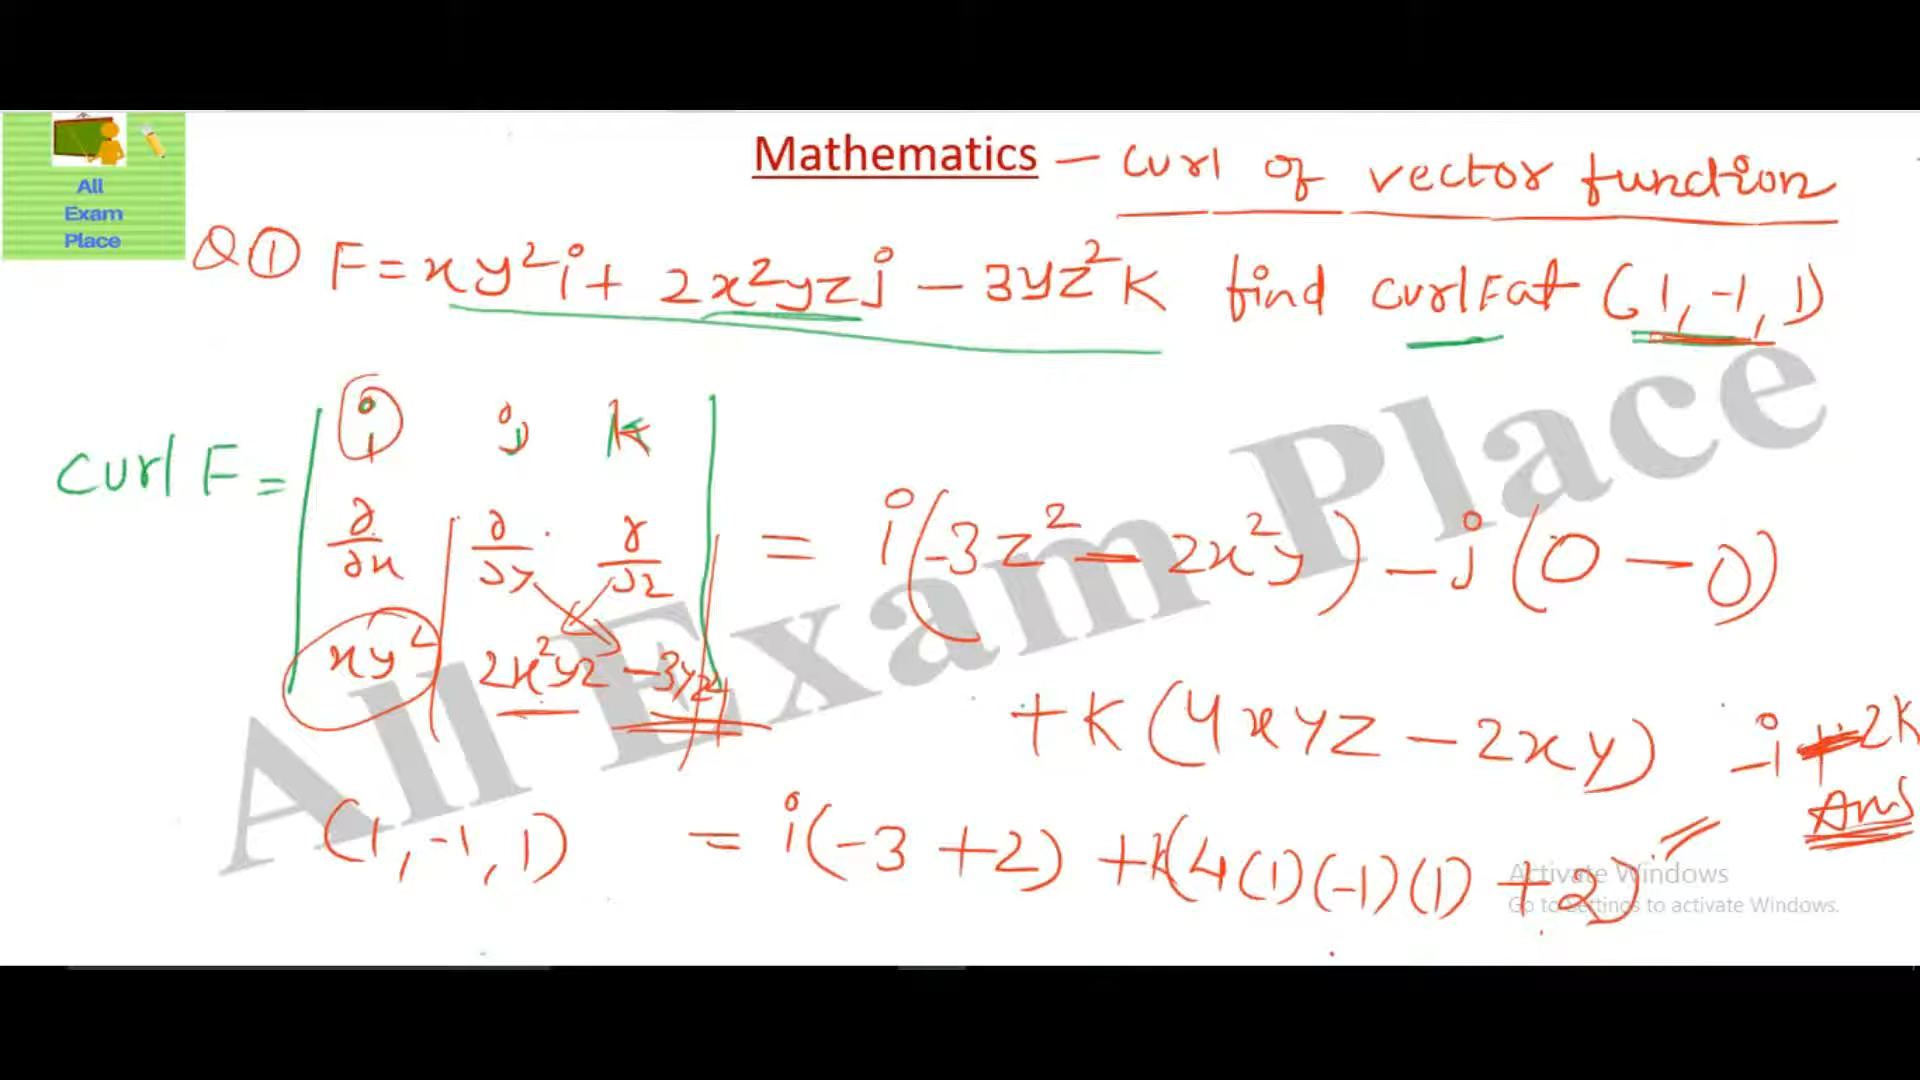 All
Exam
Place
Mathematics - curl of vector function
Q ① F = xy²i + 2x²yzj - 3yz²k find curl F at (1, -1, 1)
curl F = | i j k |
∂/∂x ∂/∂y ∂/∂z = i(-3z² - 2x²y) - j(0 - 0)
xy² 2x²yz -3yz²
+ k(4xyz - 2xy) -i - 2k
Ans
(1, -1, 1) = i(-3 + 2) + k(4(1)(-1)(1) + 2)
Activate Windows
Go to Settings to activate Windows.
All Exam Place